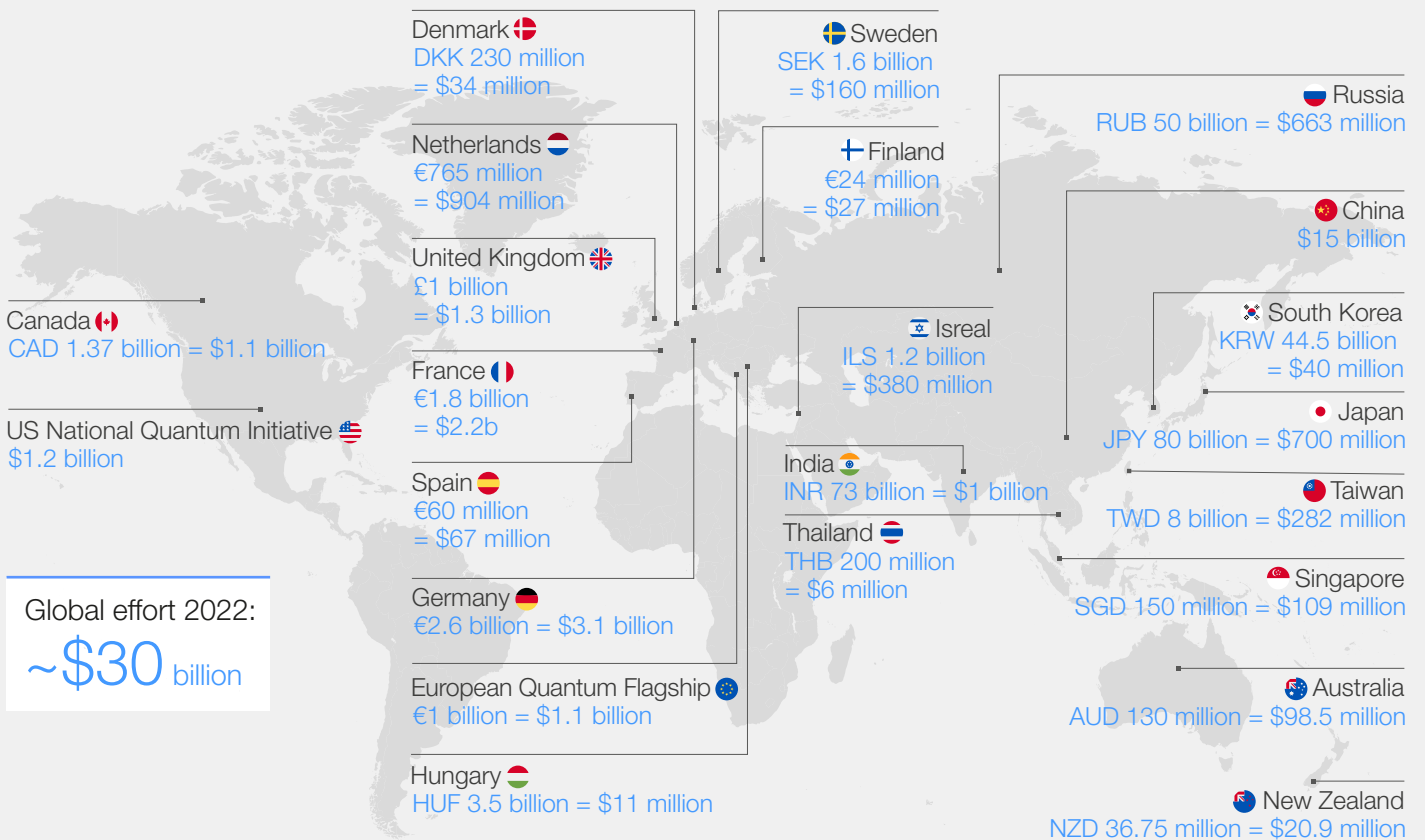 Denmark
DKK 230 million
= $34 million
Netherlands
€765 million
= $904 million
United Kingdom
£1 billion
= $1.3 billion
France
€1.8 billion
= $2.2b
Spain
€60 million
= $67 million
Germany
€2.6 billion = $3.1 billion
European Quantum Flagship
€1 billion = $1.1 billion
Hungary
HUF 3.5 billion = $11 million
Canada
CAD 1.37 billion = $1.1 billion
US National Quantum Initiative
$1.2 billion
Global effort 2022:
~$30 billion
Sweden
SEK 1.6 billion
= $160 million
Finland
€24 million
= $27 million
Isreal
ILS 1.2 billion
= $380 million
India
INR 73 billion = $1 billion
Thailand
THB 200 million
= $6 million
Russia
RUB 50 billion = $663 million
China
$15 billion
South Korea
KRW 44.5 billion
= $40 million
Japan
JPY 80 billion = $700 million
Taiwan
TWD 8 billion = $282 million
Singapore
SGD 150 million = $109 million
Australia
AUD 130 million = $98.5 million
New Zealand
NZD 36.75 million = $20.9 million